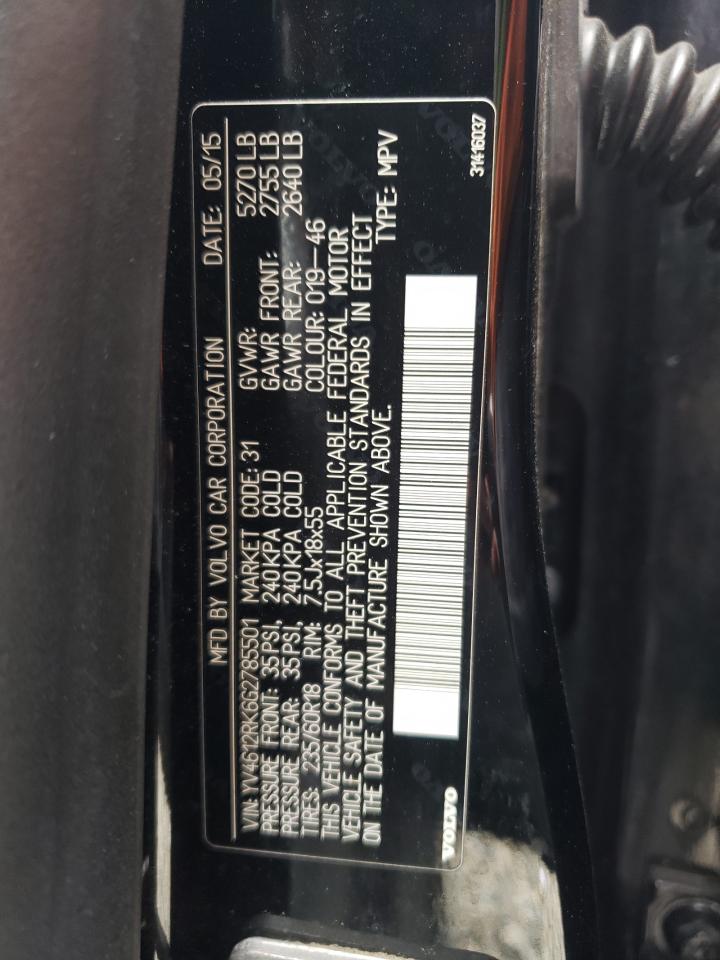 MFD BY VOLVO CAR CORPORATION DATE: 05/15
VIN: YV4612RK6G2785501 MARKET CODE: 31 GVWR: 5270 LB
PRESSURE FRONT: 35PSI, 240KPA COLD GAWR FRONT: 2755 LB
PRESSURE REAR: 35PSI, 240KPA COLD GAWR REAR: 2640 LB
TIRES: 235/60R18 RIM: 7.5Jx18x55 COLOUR: 019-46
THIS VEHICLE CONFORMS TO ALL APPLICABLE FEDERAL MOTOR
VEHICLE SAFETY AND THEFT PREVENTION STANDARDS IN EFFECT
ON THE DATE OF MANUFACTURE SHOWN ABOVE. TYPE: MPV
VOLVO 31416037